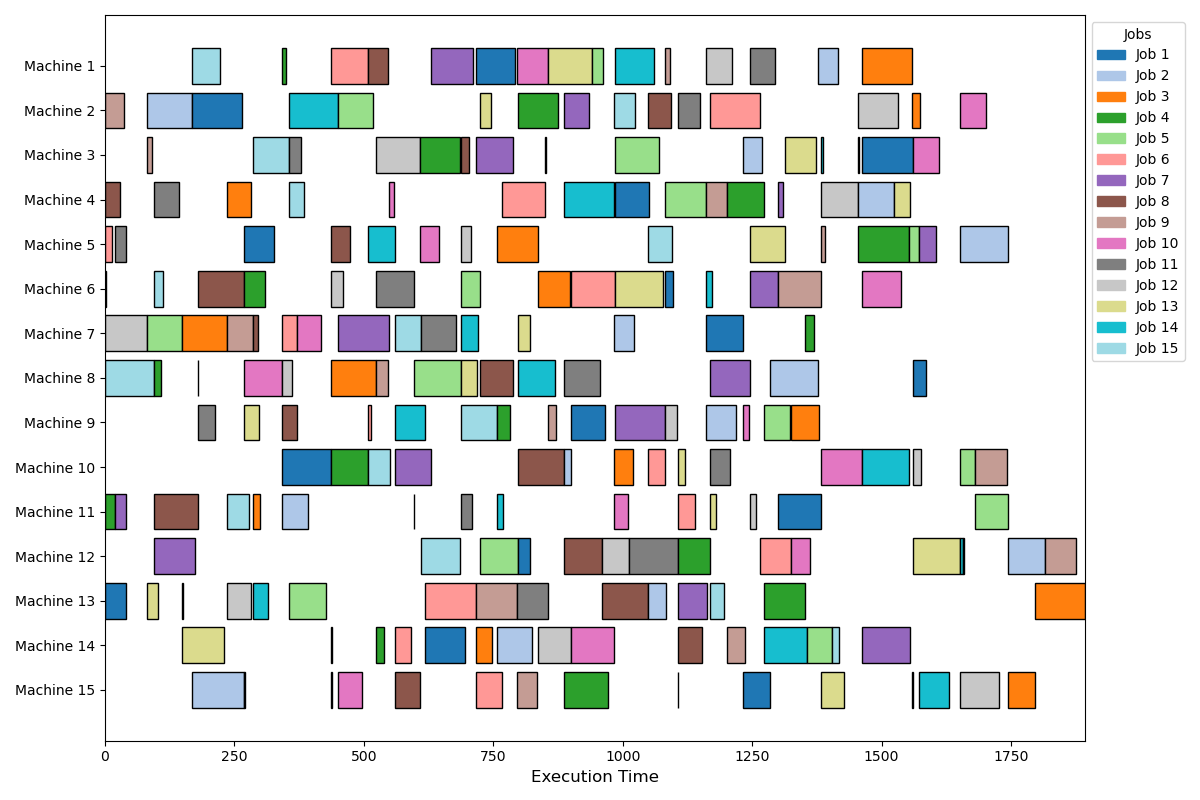 Machine 1
Machine 2
Machine 3
Machine 4
Machine 5
Machine 6
Machine 7
Machine 8
Machine 9
Machine 10
Machine 11
Machine 12
Machine 13
Machine 14
Machine 15
0 250 500 750 1000 1250 1500 1750
Execution Time
Jobs
Job 1
Job 2
Job 3
Job 4
Job 5
Job 6
Job 7
Job 8
Job 9
Job 10
Job 11
Job 12
Job 13
Job 14
Job 15